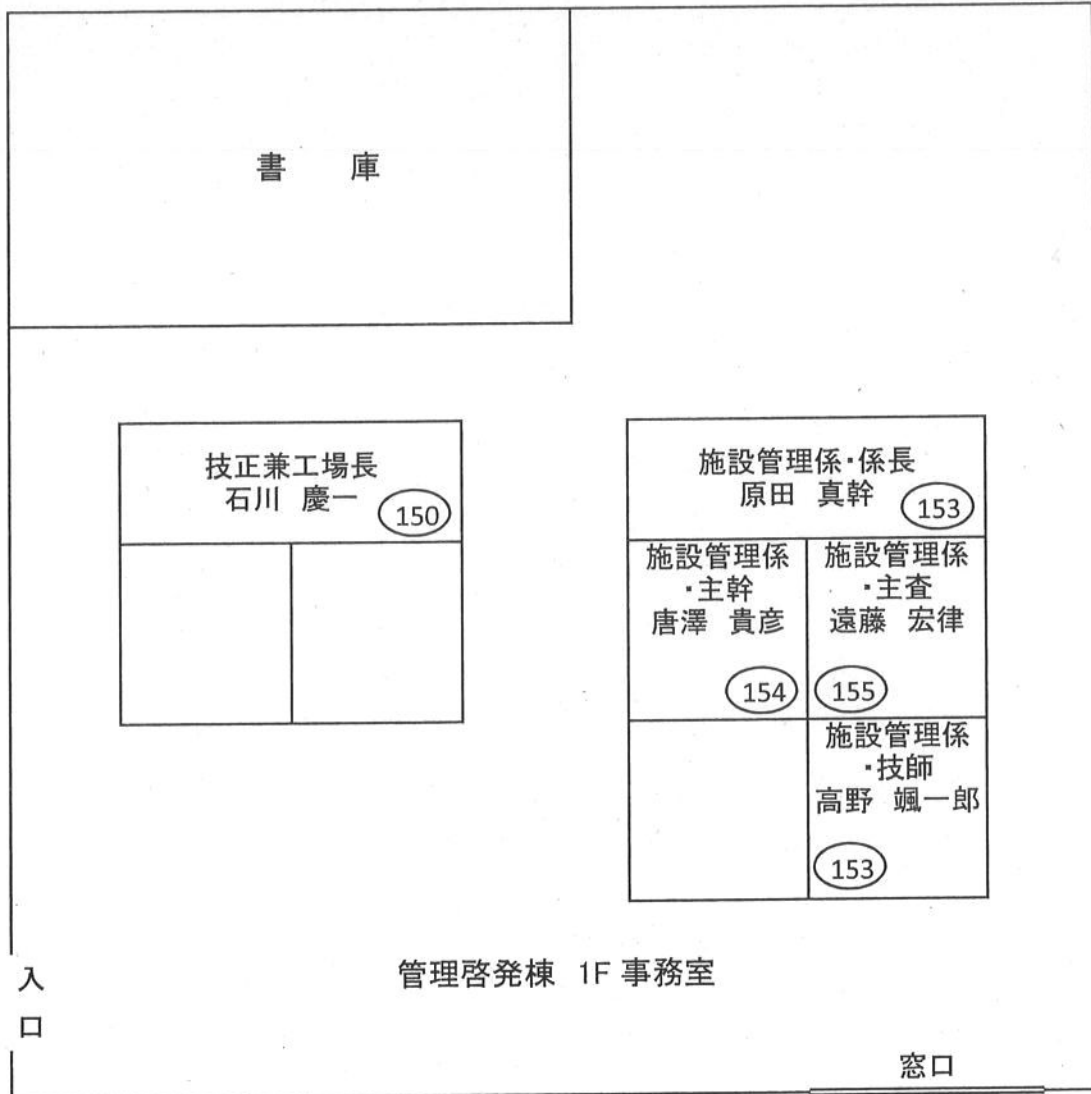 書　庫
技正兼工場長
石川 慶一
150
施設管理係・係長
原田 真幹
153
施設管理係
・主幹
唐澤 貴彦
154
施設管理係
・主査
遠藤 宏律
155
施設管理係
・技師
高野 颯一郎
153
入
口
管理啓発棟 1F 事務室
窓口